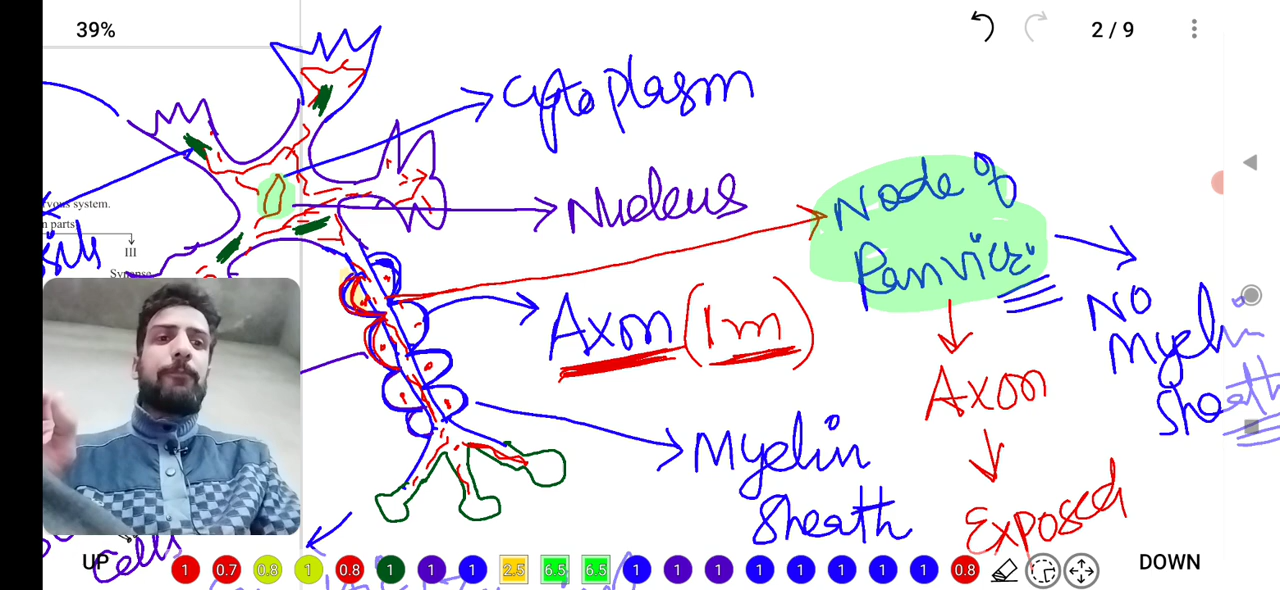 39%
2 / 9
Cytoplasm
Nucleus
Node of
Ranvier
vous system.
n parts
III
Synapse
Axon (1m)
NO
Myelin
sheath
Axon
Myelin
Sheath
Exposed
UP
Cells
1 0.7 0.8 1 0.8 1 1 1 2.5 6.5 6.5 1 1 1 1 1 1 1 1 0.8
DOWN